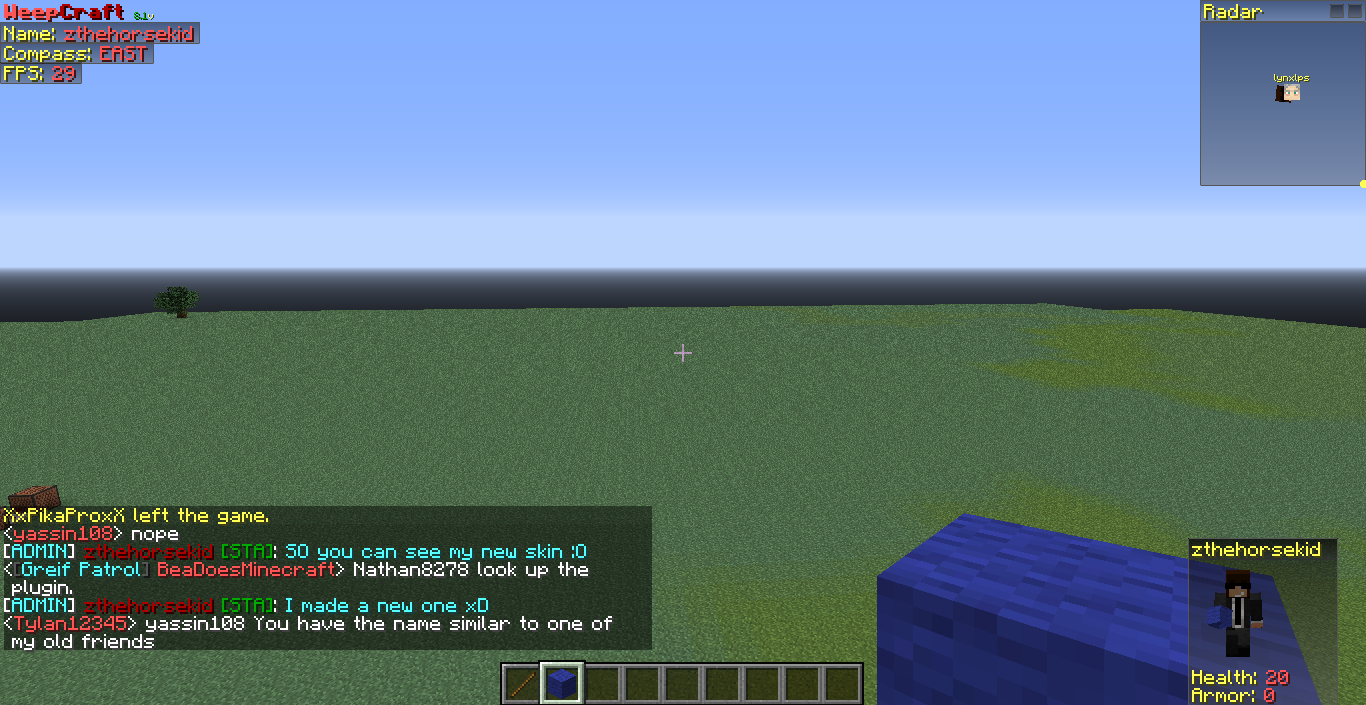 WeepCraft 8.1v
Name: zthehorsekid
Compass: EAST
FPS: 29
Radar
lynxlps
XxPikaProxX left the game.
<yassin108> nope
[ADMIN] zthehorsekid [STA]: SO you can see my new skin :O
<[Greif Patrol] BeaDoesMinecraft> Nathan8278 look up the
plugin.
[ADMIN] zthehorsekid [STA]: I made a new one xD
<Tylan12345> yassin108 You have the name similar to one of
my old friends
zthehorsekid
Health: 20
Armor: 0